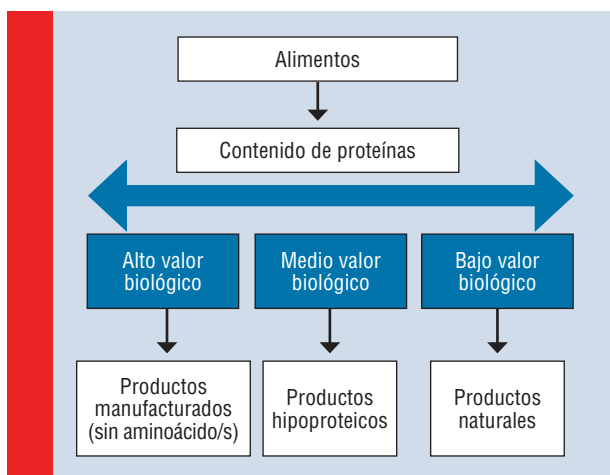 Alimentos
Contenido de proteínas
Alto valor
biológico
Medio valor
biológico
Bajo valor
biológico
Productos
manufacturados
(sin aminoácido/s)
Productos
hipoproteicos
Productos
naturales